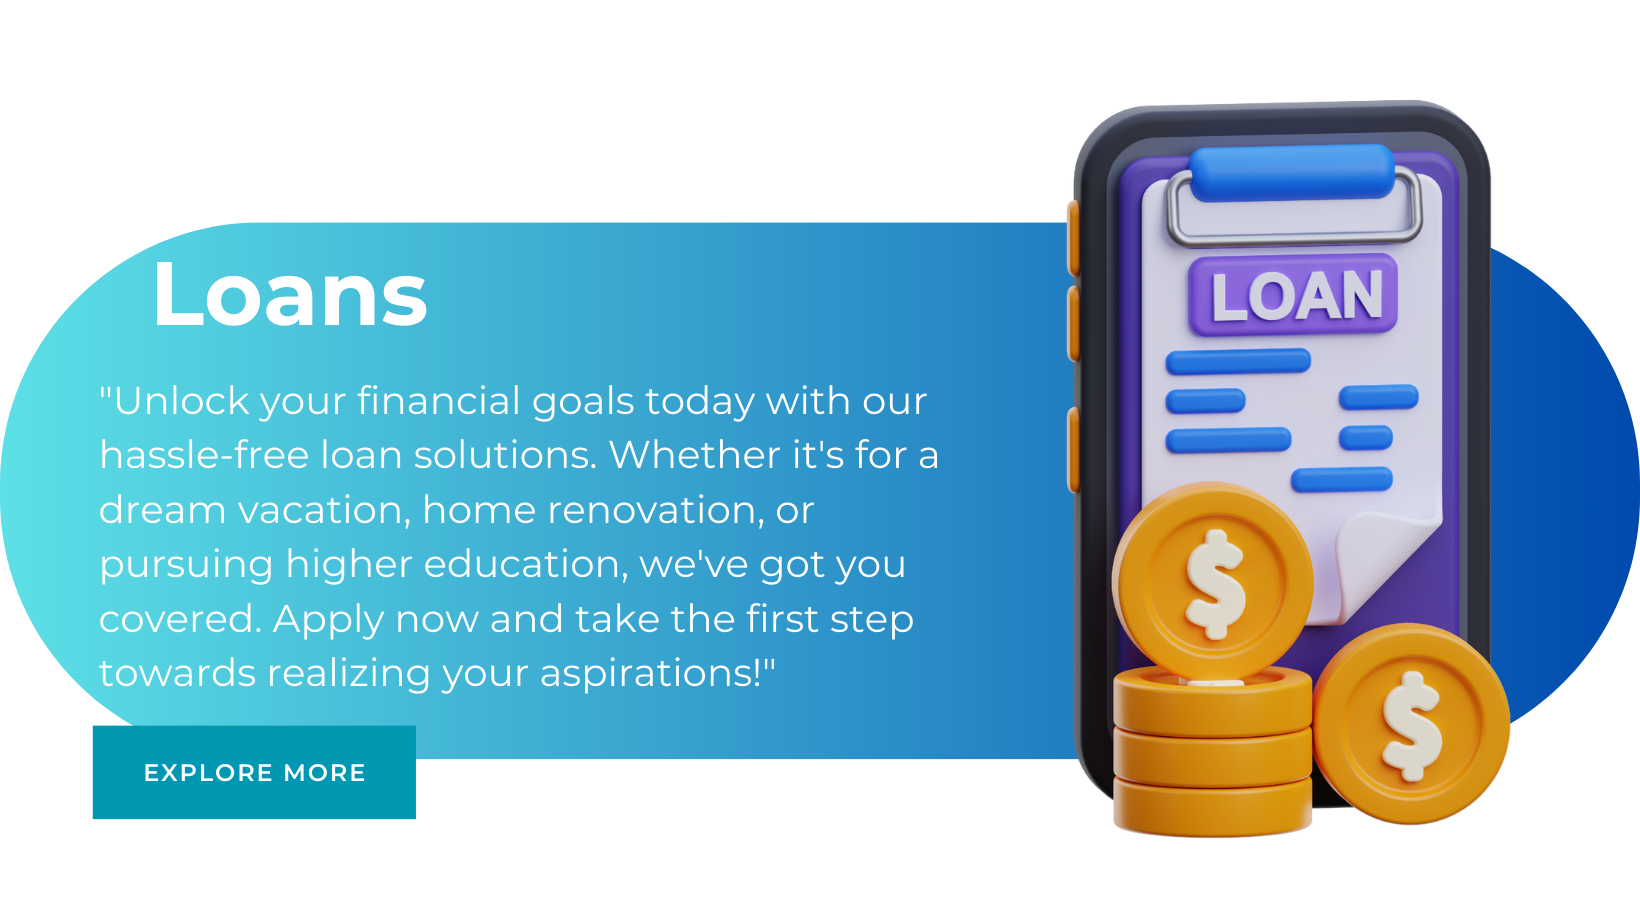 Loans
"Unlock your financial goals today with our
hassle-free loan solutions. Whether it's for a
dream vacation, home renovation, or
pursuing higher education, we've got you
covered. Apply now and take the first step
towards realizing your aspirations!"
EXPLORE MORE
LOAN
$
$